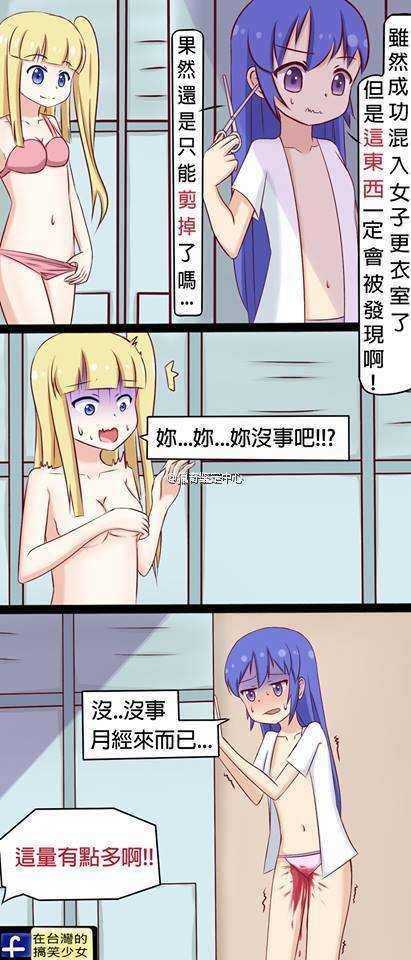 雖然成功混入女子更衣室了
但是這東西一定會被發現啊！
果然還是只能剪掉了嗎…
妳…妳…妳沒事吧!!?
沒..沒事
月經來而已...
這量有點多啊!!
f
在台灣的
搞笑少女